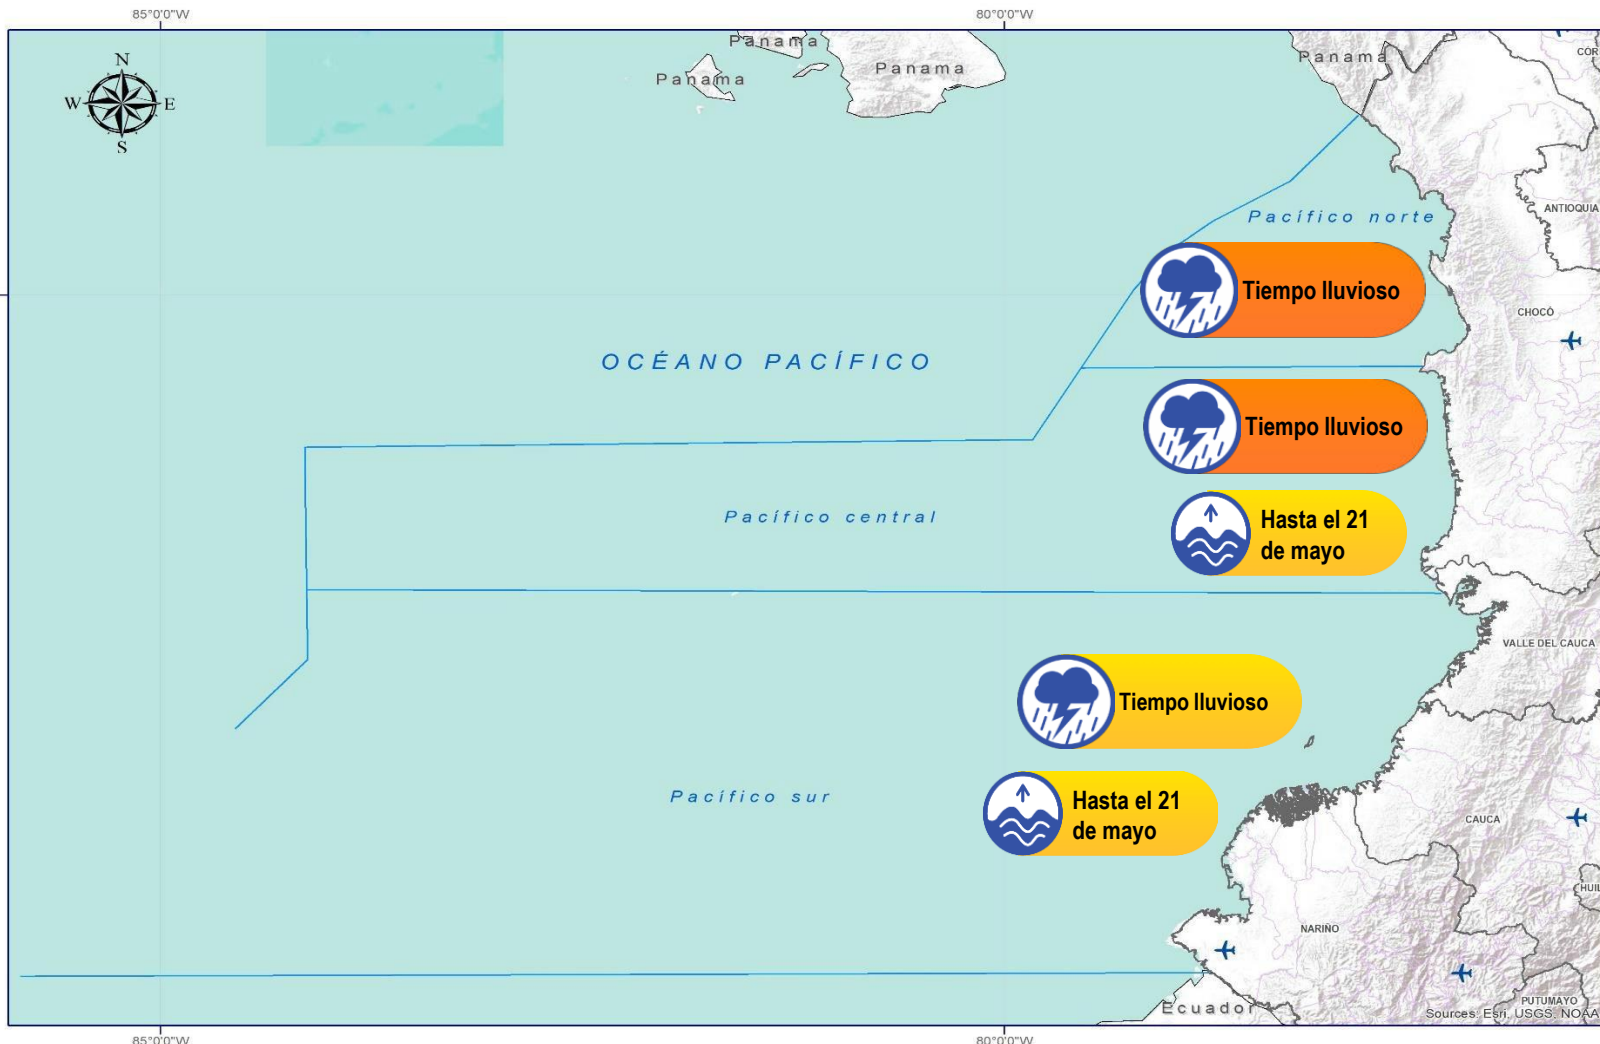 85°0'0"W
80°0'0"W
N
W
E
S
Panama
Panama
Panama
Panama
COR
ANTIOQUIA
Pacífico norte
Tiempo lluvioso
CHOCÓ
OCÉANO PACÍFICO
Tiempo lluvioso
Pacífico central
Hasta el 21
de mayo
VALLE DEL CAUCA
Tiempo lluvioso
Pacífico sur
Hasta el 21
de mayo
CAUCA
HUIL
NARIÑO
PUTUMAYO
Ecuador
Sources: Esri, USGS, NOAA
85°0'0"W
80°0'0"W